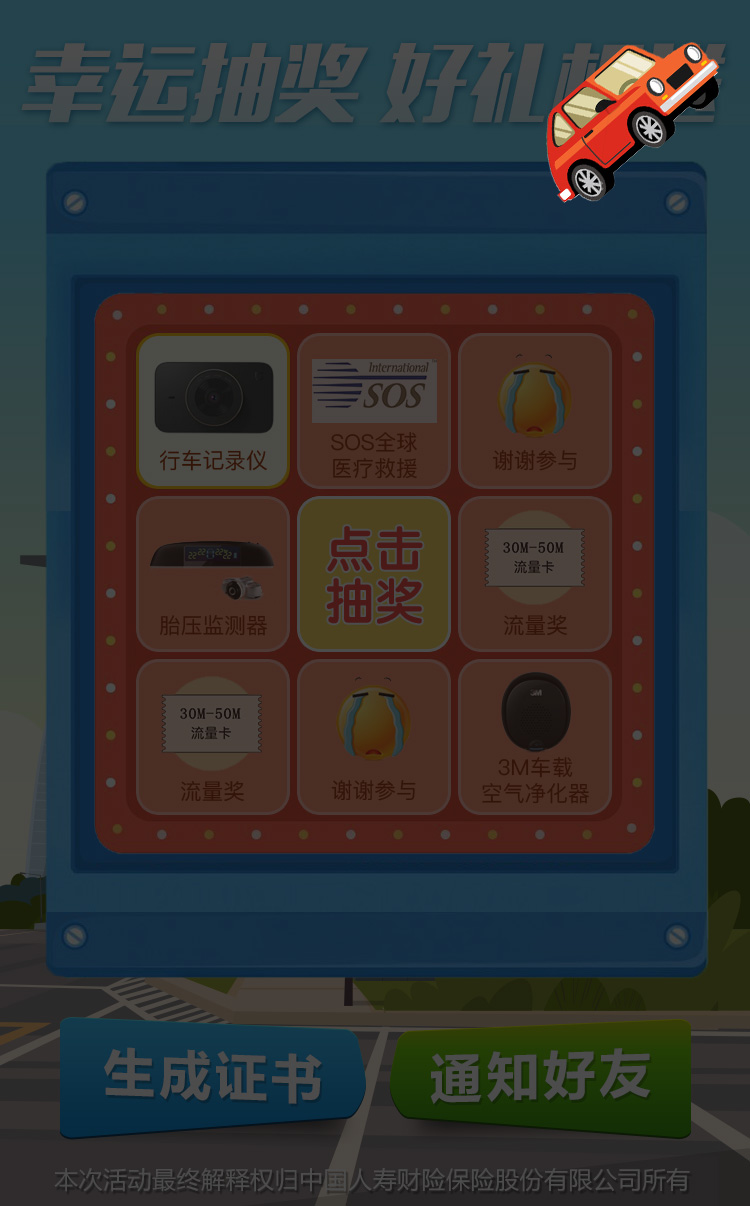 幸运抽奖 好礼
行车记录仪
International
SOS
SOS全球
医疗救援
谢谢参与
胎压监测器
点击
抽奖
30M-50M
流量卡
流量奖
30M-50M
流量卡
流量奖
谢谢参与
3M
3M车载
空气净化器
生成证书
通知好友
本次活动最终解释权归中国人寿财险保险股份有限公司所有